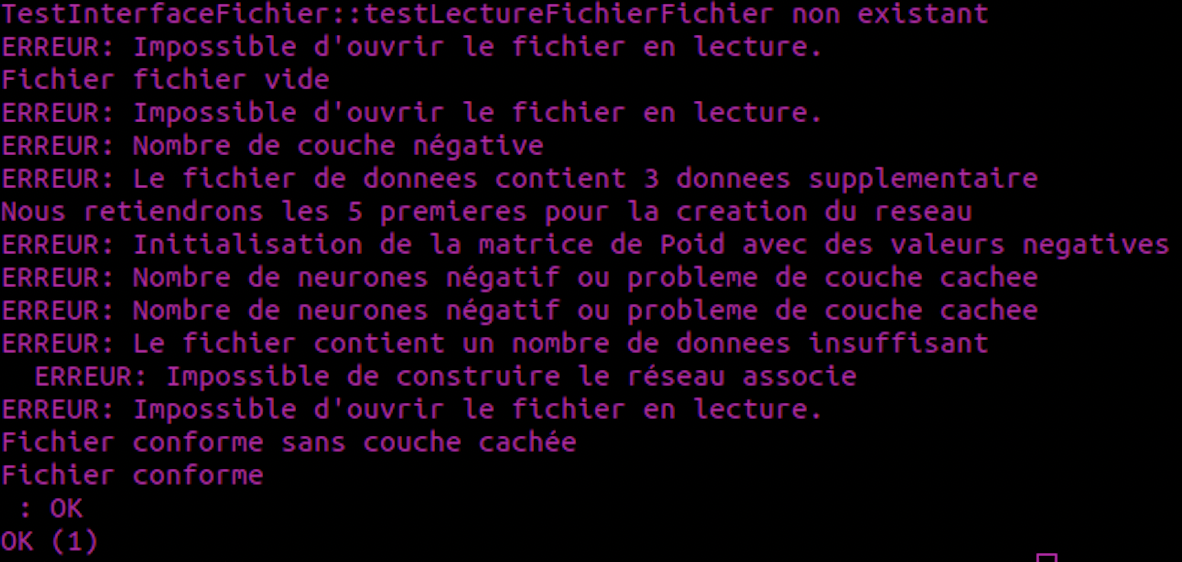 TestInterfaceFichier::testLectureFichierFichier non existant
ERREUR: Impossible d'ouvrir le fichier en lecture.
Fichier fichier vide
ERREUR: Impossible d'ouvrir le fichier en lecture.
ERREUR: Nombre de couche négative
ERREUR: Le fichier de donnees contient 3 donnees supplementaire
Nous retiendrons les 5 premieres pour la creation du reseau
ERREUR: Initialisation de la matrice de Poid avec des valeurs negatives
ERREUR: Nombre de neurones négatif ou probleme de couche cachee
ERREUR: Nombre de neurones négatif ou probleme de couche cachee
ERREUR: Le fichier contient un nombre de donnees insuffisant
  ERREUR: Impossible de construire le réseau associe
ERREUR: Impossible d'ouvrir le fichier en lecture.
Fichier conforme sans couche cachée
Fichier conforme
 : OK
OK (1)